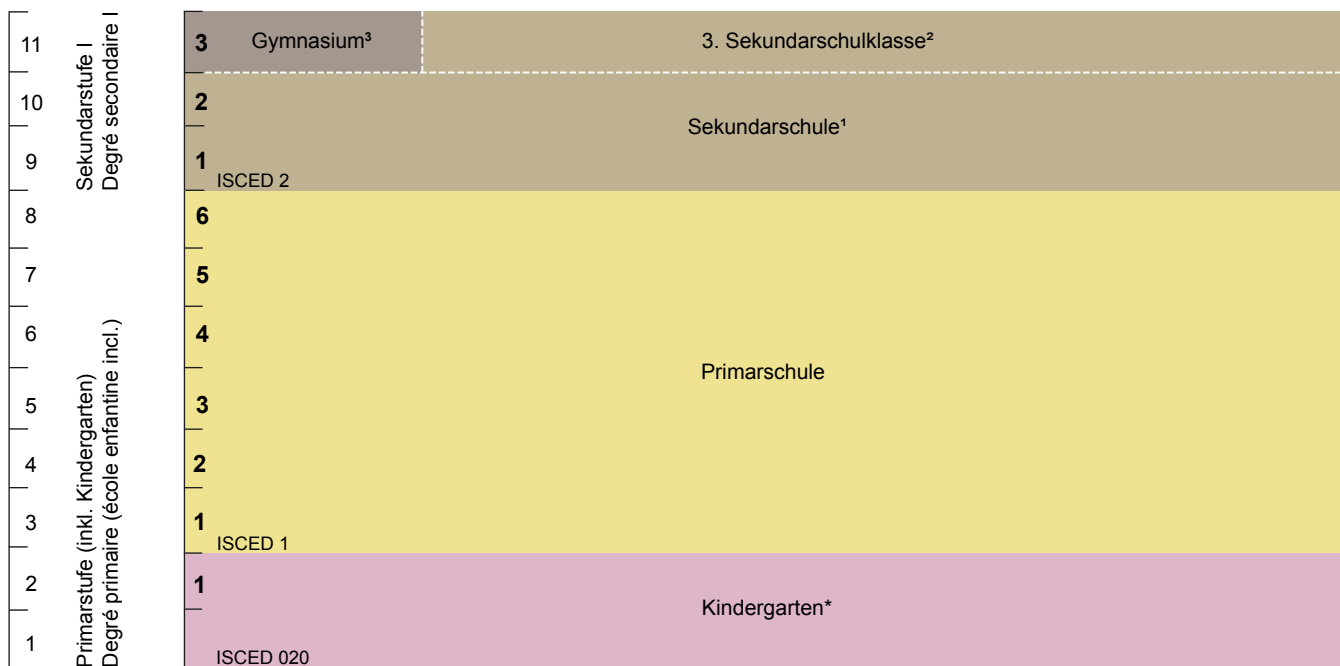 11
10
9
8
7
6
5
4
3
2
1
Sekundarstufe I
Degré secondaire I
Primarstufe (inkl. Kindergarten)
Degré primaire (école enfantine incl.)
3
Gymnasium³
3. Sekundarschulklasse²
2
Sekundarschule¹
1
ISCED 2
6
5
4
Primarschule
3
2
1
ISCED 1
1
Kindergarten*
ISCED 020